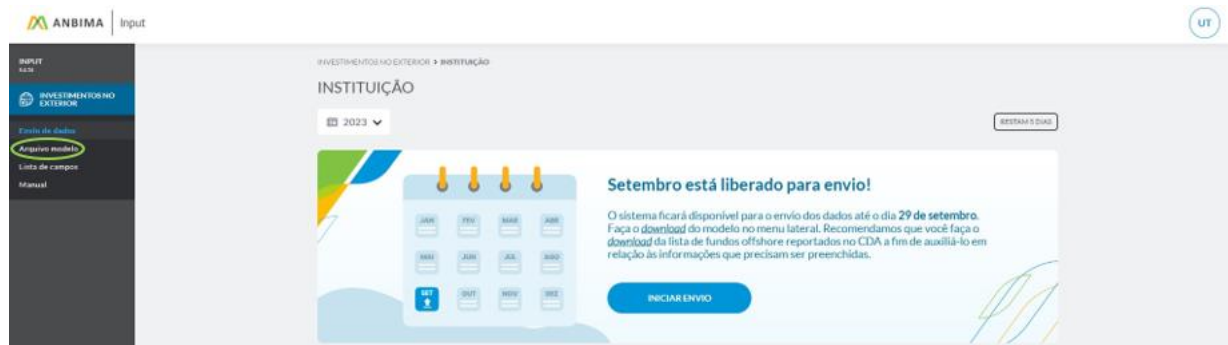 ANBIMA Input
UT
INPUT
INVESTIMENTOS NO
EXTERIOR
Envio de dados
Arquivo modelo
Lista de campos
Manual
INVESTIMENTOS NO EXTERIOR > INSTITUIÇÃO
INSTITUIÇÃO
2023
RESTAM 5 DIAS
JAN FEV MAR ABR
MAI JUN JUL AGO
SET OUT NOV DEZ
Setembro está liberado para envio!
O sistema ficará disponível para o envio dos dados até o dia 29 de setembro.
Faça o download do modelo no menu lateral. Recomendamos que você faça o
download da lista de fundos offshore reportados no CDA a fim de auxiliá-lo em
relação às informações que precisam ser preenchidas.
INICIAR ENVIO